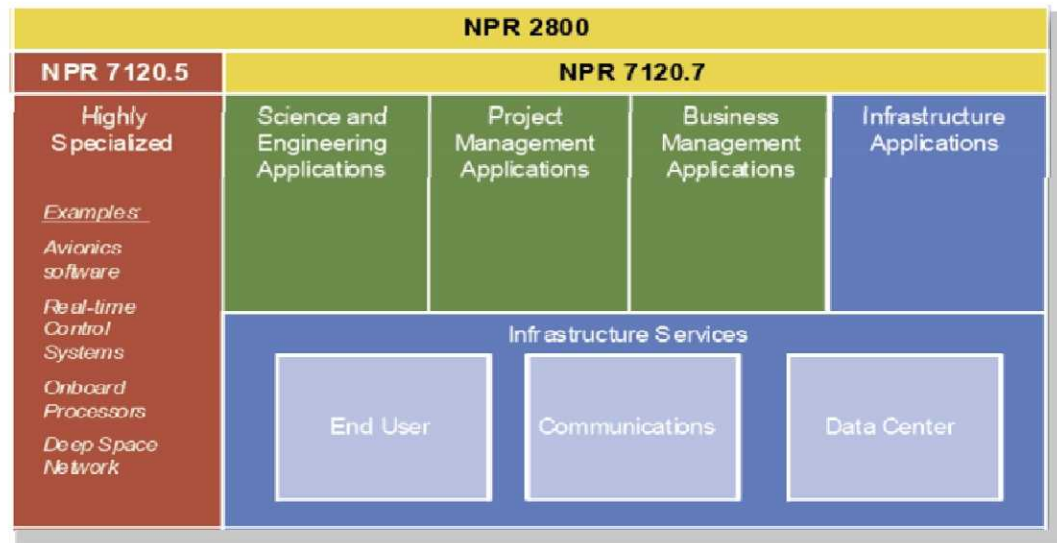 NPR 2800
NPR 7120.5
NPR 7120.7
Highly
Specialized
Examples:
Avionics
software
Real-time
Control
Systems
Onboard
Processors
Deep Space
Network
Science and
Engineering
Applications
Project
Management
Applications
Business
Management
Applications
Infrastructure
Applications
Infrastructure Services
End User
Communications
Data Center